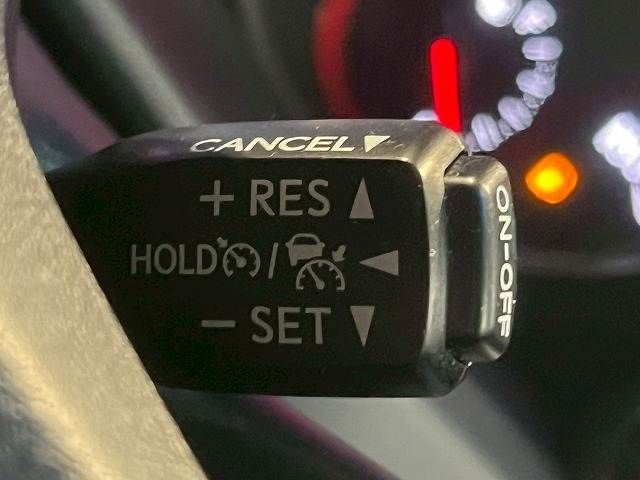 CANCEL
+ RES
HOLD /
- SET
ON-OFF